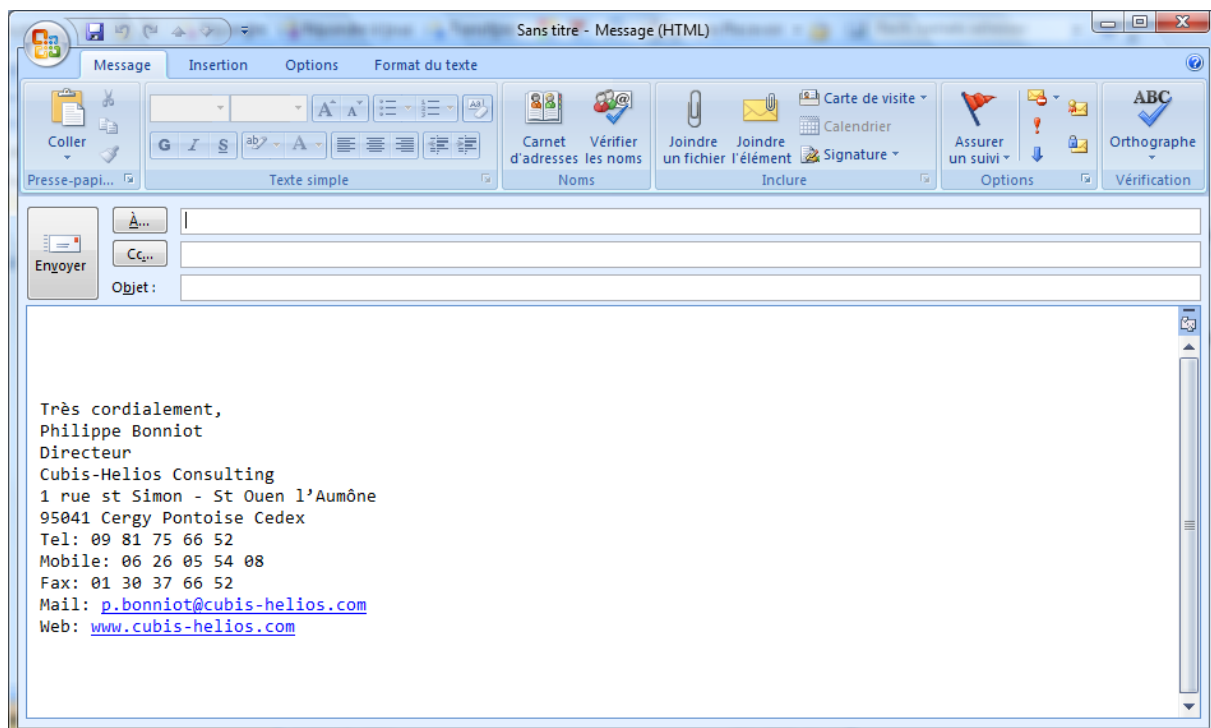 Sans titre - Message (HTML)
Message Insertion Options Format du texte
Coller
Presse-papi...
G I S ab A
Texte simple
Carnet d'adresses
Vérifier les noms
Noms
Joindre un fichier
Joindre l'élément
Carte de visite
Calendrier
Signature
Inclure
Assurer un suivi
Options
ABC
Orthographe
Vérification
Envoyer
À...
Cc...
Objet :
Très cordialement,
Philippe Bonniot
Directeur
Cubis-Helios Consulting
1 rue st Simon - St Ouen l’Aumône
95041 Cergy Pontoise Cedex
Tel: 09 81 75 66 52
Mobile: 06 26 05 54 08
Fax: 01 30 37 66 52
Mail: p.bonniot@cubis-helios.com
Web: www.cubis-helios.com